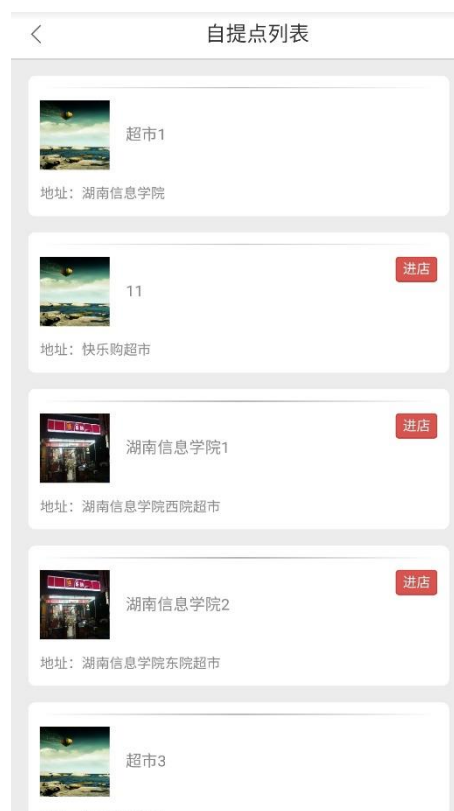 自提点列表
超市1
地址：湖南信息学院
进店
11
地址：快乐购超市
进店
湖南信息学院1
地址：湖南信息学院西院超市
进店
湖南信息学院2
地址：湖南信息学院东院超市
超市3